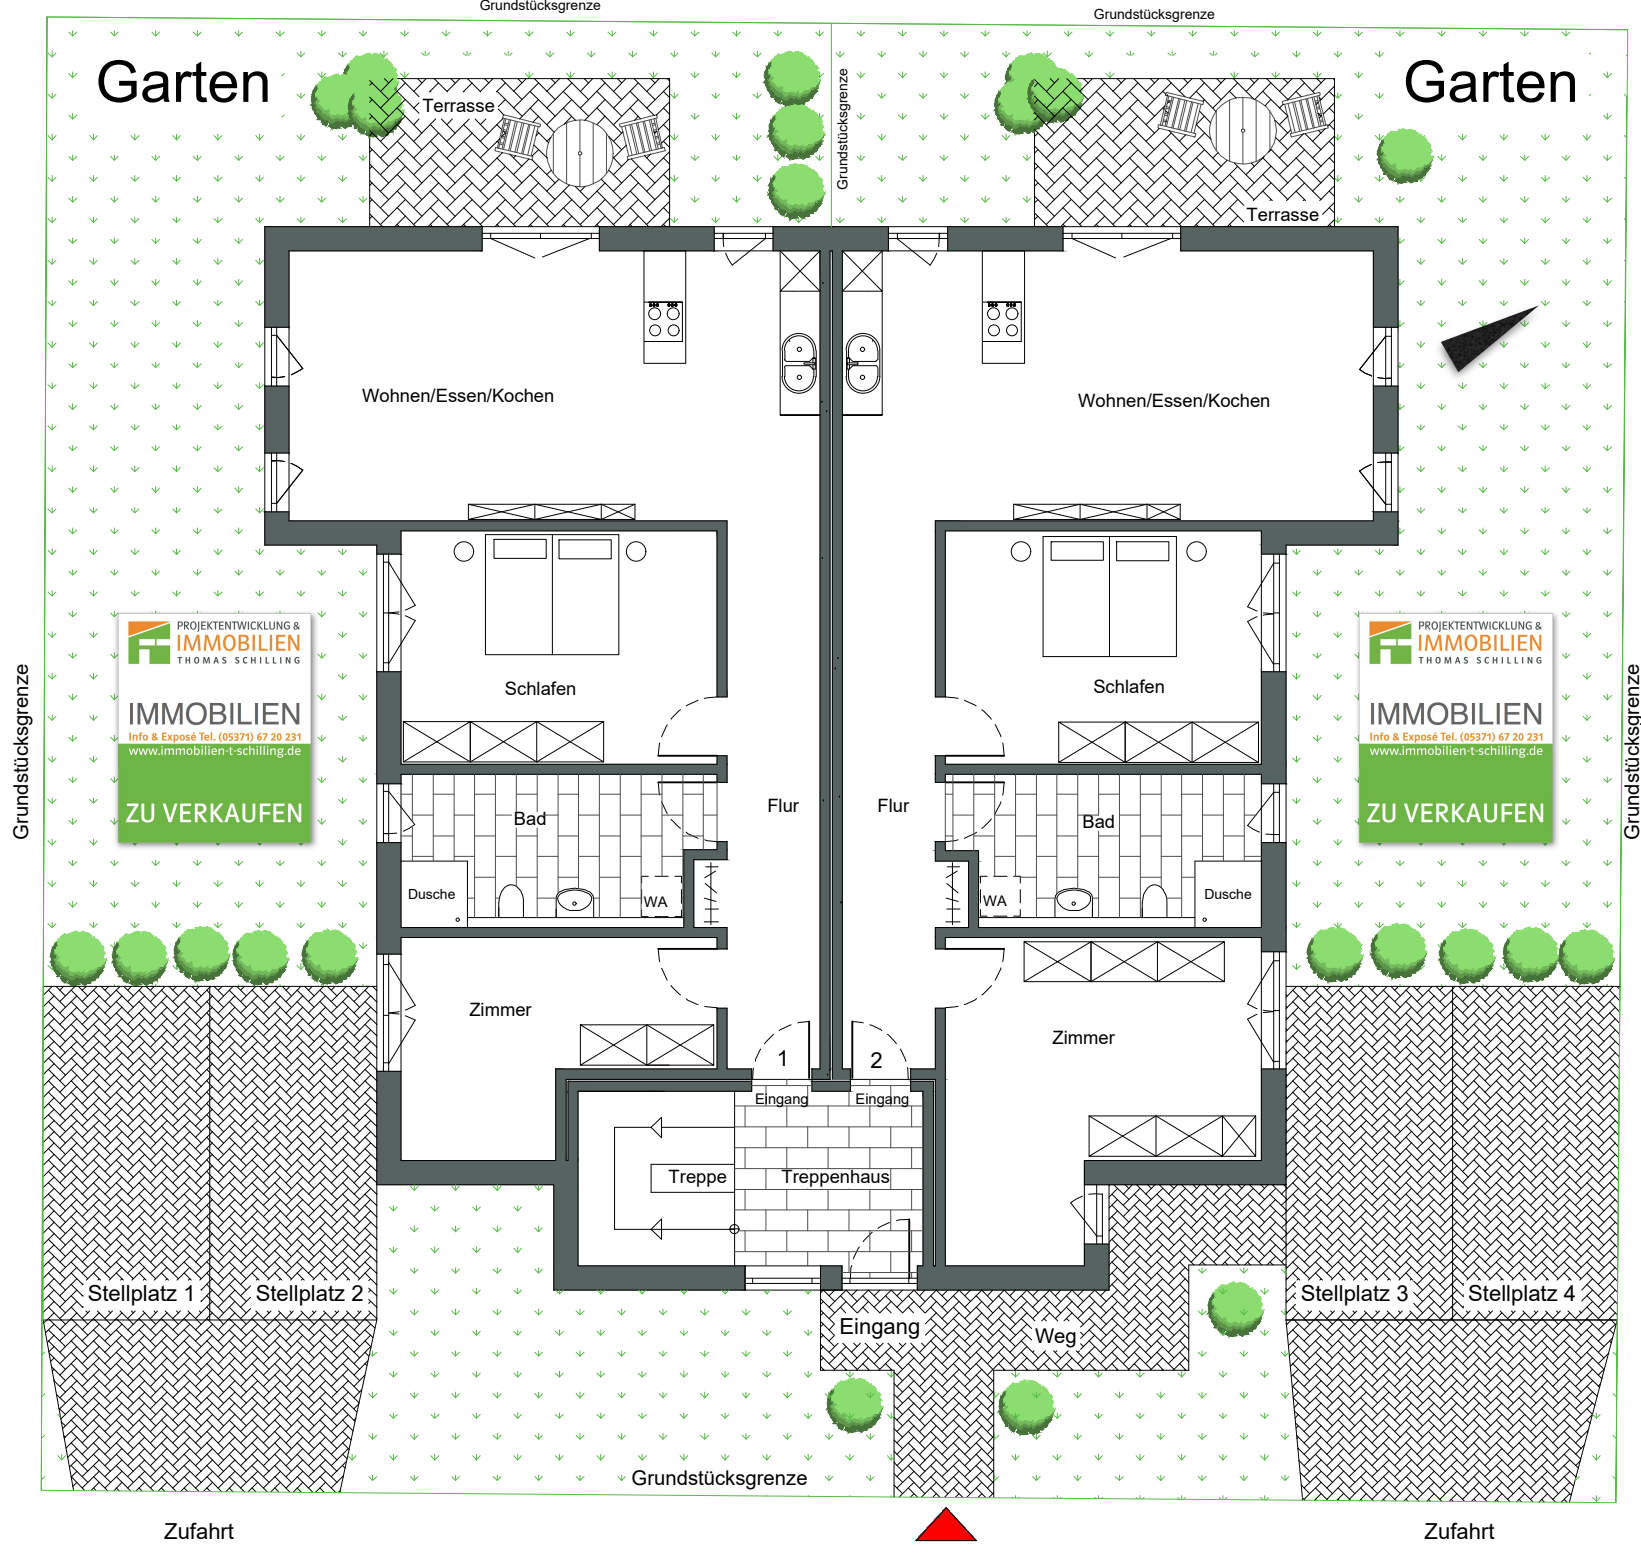 Grundstücksgrenze
Grundstücksgrenze
Garten
Garten
Terrasse
Grundstücksgrenze
Terrasse
Wohnen/Essen/Kochen
Wohnen/Essen/Kochen
PROJEKTENTWICKLUNG &
IMMOBILIEN
THOMAS SCHILLING
IMMOBILIEN
Info & Exposé Tel. (05371) 67 20 231
www.immobilien-t-schilling.de
ZU VERKAUFEN
PROJEKTENTWICKLUNG &
IMMOBILIEN
THOMAS SCHILLING
IMMOBILIEN
Info & Exposé Tel. (05371) 67 20 231
www.immobilien-t-schilling.de
ZU VERKAUFEN
Grundstücksgrenze
Grundstücksgrenze
Schlafen
Schlafen
Flur
Flur
Bad
Bad
Dusche
WA
WA
Dusche
Zimmer
Zimmer
1
2
Eingang
Eingang
Treppe
Treppenhaus
Stellplatz 1
Stellplatz 2
Stellplatz 3
Stellplatz 4
Eingang
Weg
Grundstücksgrenze
Zufahrt
Zufahrt